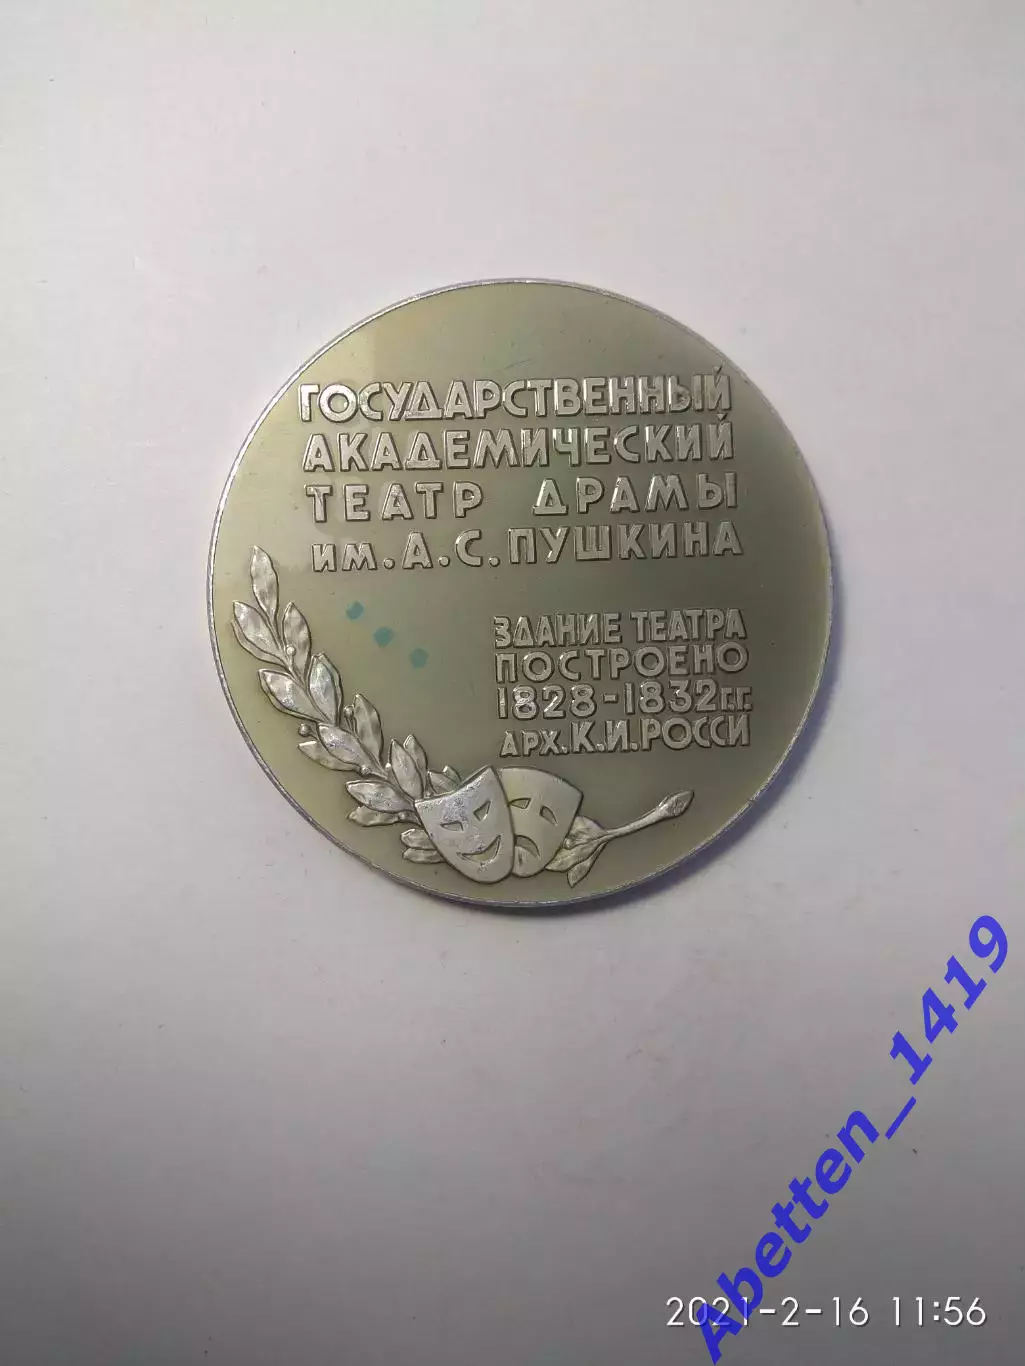 ГОСУДАРСТВЕННЫЙ
АКАДЕМИЧЕСКИЙ
ТЕАТР ДРАМЫ
ИМ. А.С. ПУШКИНА
ЗДАНИЕ ТЕАТРА
ПОСТРОЕНО
1828-1832 г.г.
АРХ. К.И. РОССИ
Abetten_1419
2021-2-16 11:56